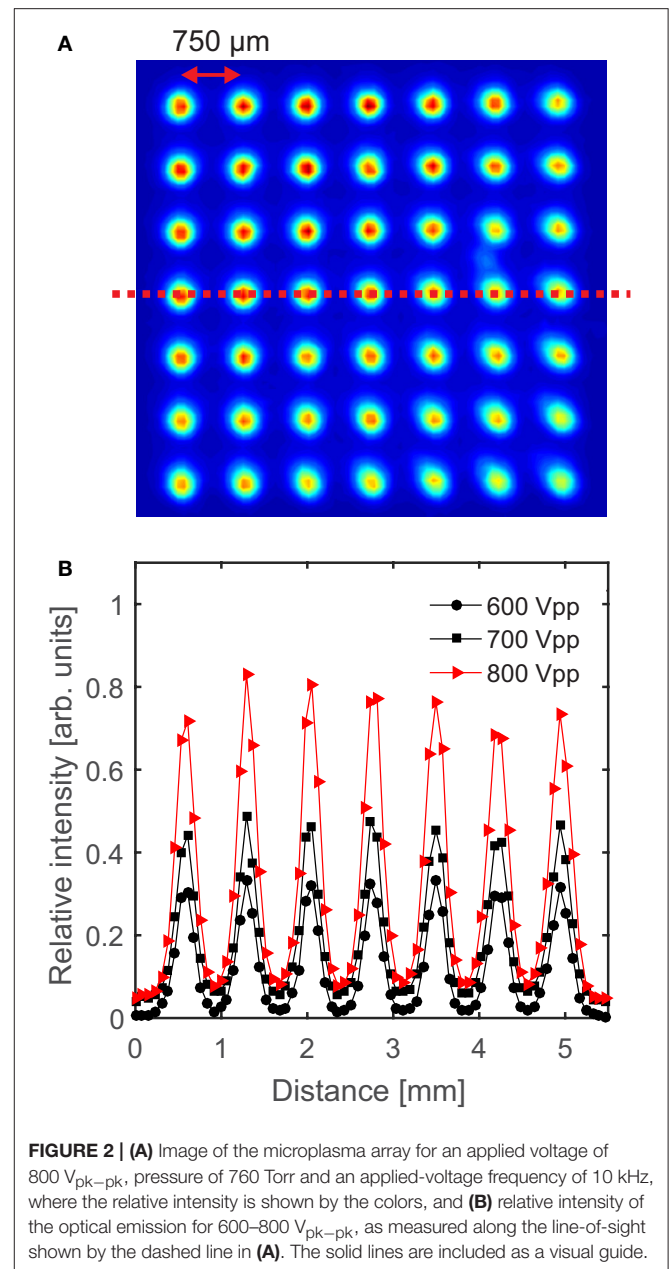 A
750 μm
B
Relative intensity [arb. units]
1
0.8
0.6
0.4
0.2
0
600 Vpp
700 Vpp
800 Vpp
0 1 2 3 4 5
Distance [mm]
FIGURE 2 | (A) Image of the microplasma array for an applied voltage of
800 Vpk−pk, pressure of 760 Torr and an applied-voltage frequency of 10 kHz,
where the relative intensity is shown by the colors, and (B) relative intensity of
the optical emission for 600–800 Vpk−pk, as measured along the line-of-sight
shown by the dashed line in (A). The solid lines are included as a visual guide.